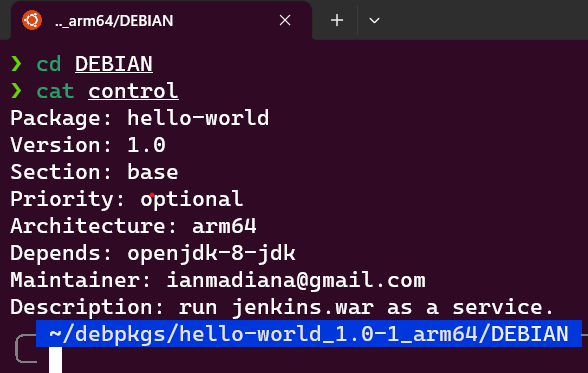 .._arm64/DEBIAN
❯ cd DEBIAN
❯ cat control
Package: hello-world
Version: 1.0
Section: base
Priority: optional
Architecture: arm64
Depends: openjdk-8-jdk
Maintainer: ianmadiana@gmail.com
Description: run jenkins.war as a service.
~/debpkgs/hello-world_1.0-1_arm64/DEBIAN